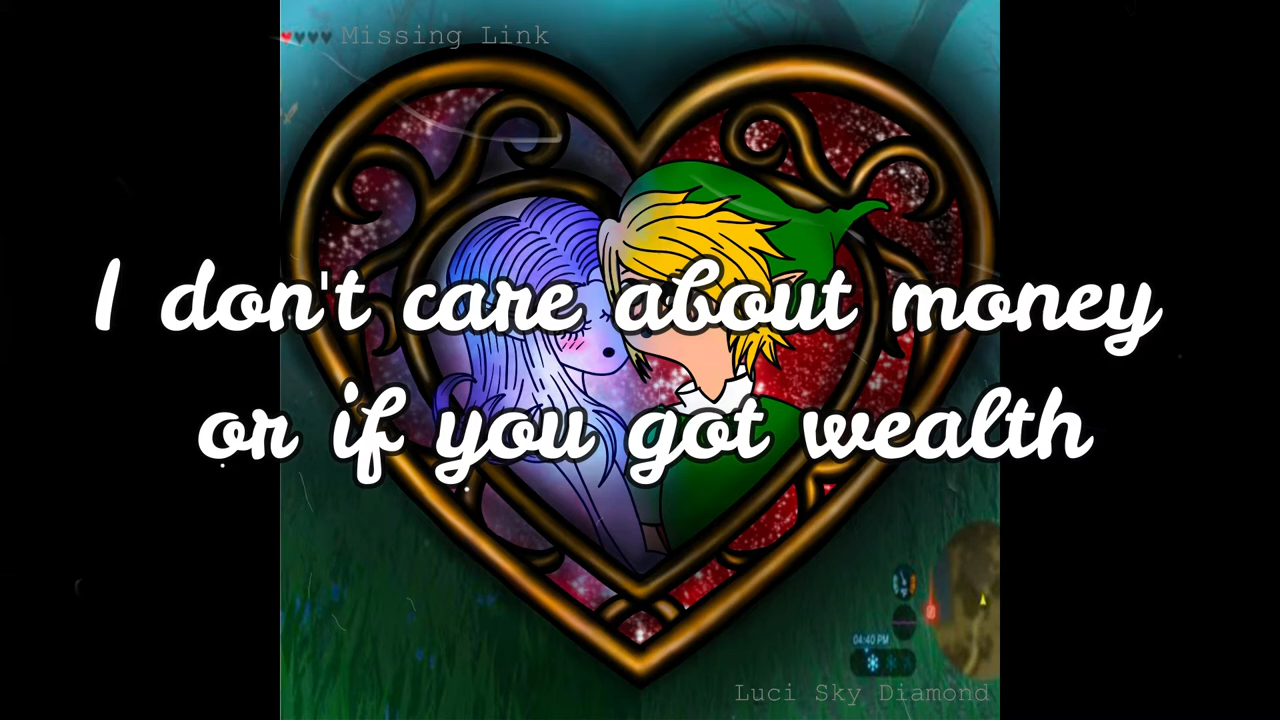 Missing Link
I don't care about money
or if you got wealth
04:40 PM
Luci Sky Diamond